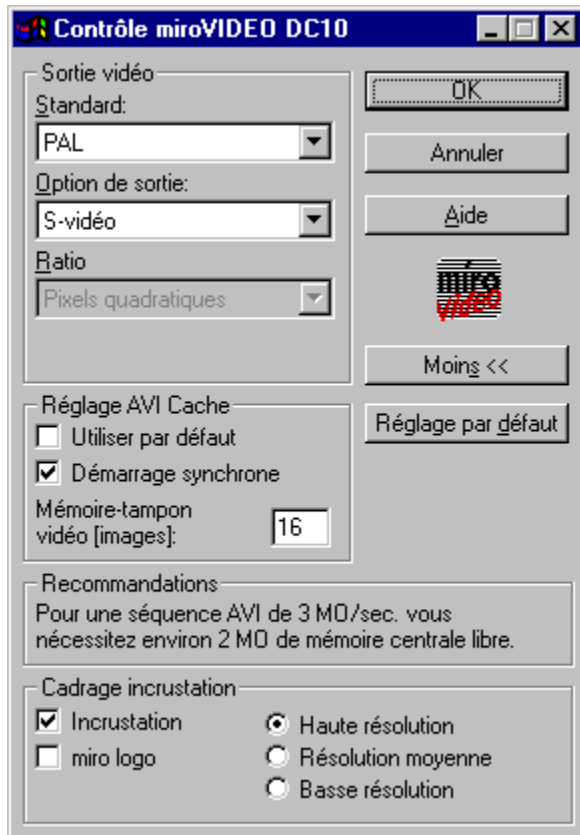 Contrôle miroVIDEO DC10
Sortie vidéo
Standard:
PAL
Option de sortie:
S-vidéo
Ratio
Pixels quadratiques
OK
Annuler
Aide
miro
VIDEO
Moins <<
Réglage par défaut
Réglage AVI Cache
Utiliser par défaut
Démarrage synchrone
Mémoire-tampon
vidéo [images]:
16
Recommandations
Pour une séquence AVI de 3 MO/sec. vous
nécessitez environ 2 MO de mémoire centrale libre.
Cadrage incrustation
Incrustation
miro logo
Haute résolution
Résolution moyenne
Basse résolution